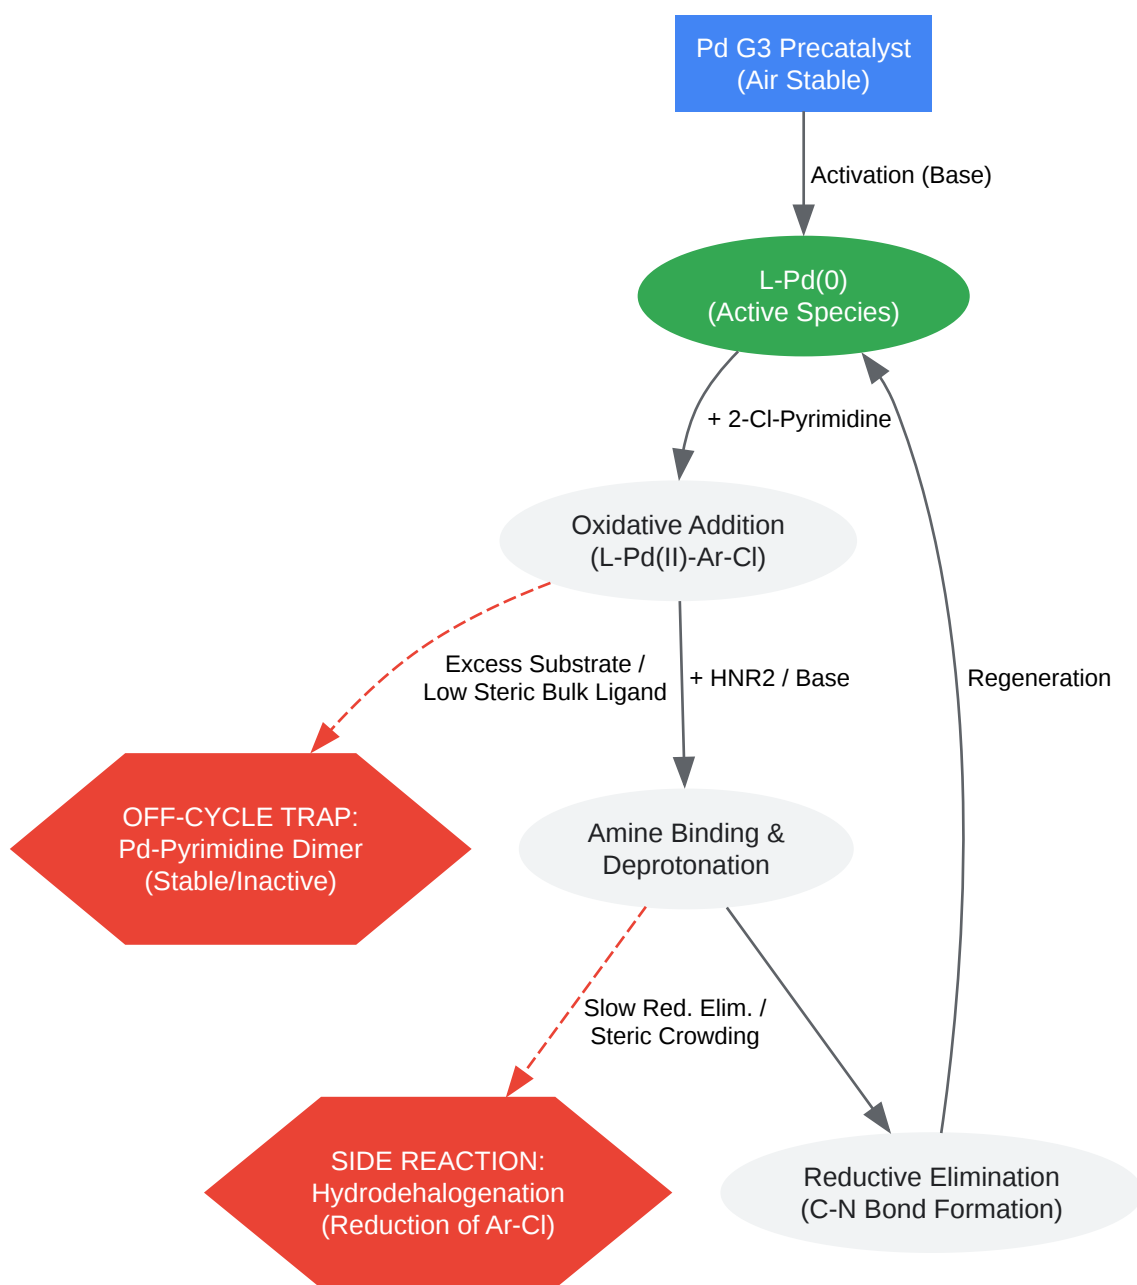 Pd G3 Precatalyst
(Air Stable)
Activation (Base)
L-Pd(0)
(Active Species)
+ 2-Cl-Pyrimidine
Oxidative Addition
(L-Pd(II)-Ar-Cl)
Excess Substrate /
Low Steric Bulk Ligand
+ HNR2 / Base
Regeneration
OFF-CYCLE TRAP:
Pd-Pyrimidine Dimer
(Stable/Inactive)
Amine Binding &
Deprotonation
Slow Red. Elim. /
Steric Crowding
SIDE REACTION:
Hydrodehalogenation
(Reduction of Ar-Cl)
Reductive Elimination
(C-N Bond Formation)